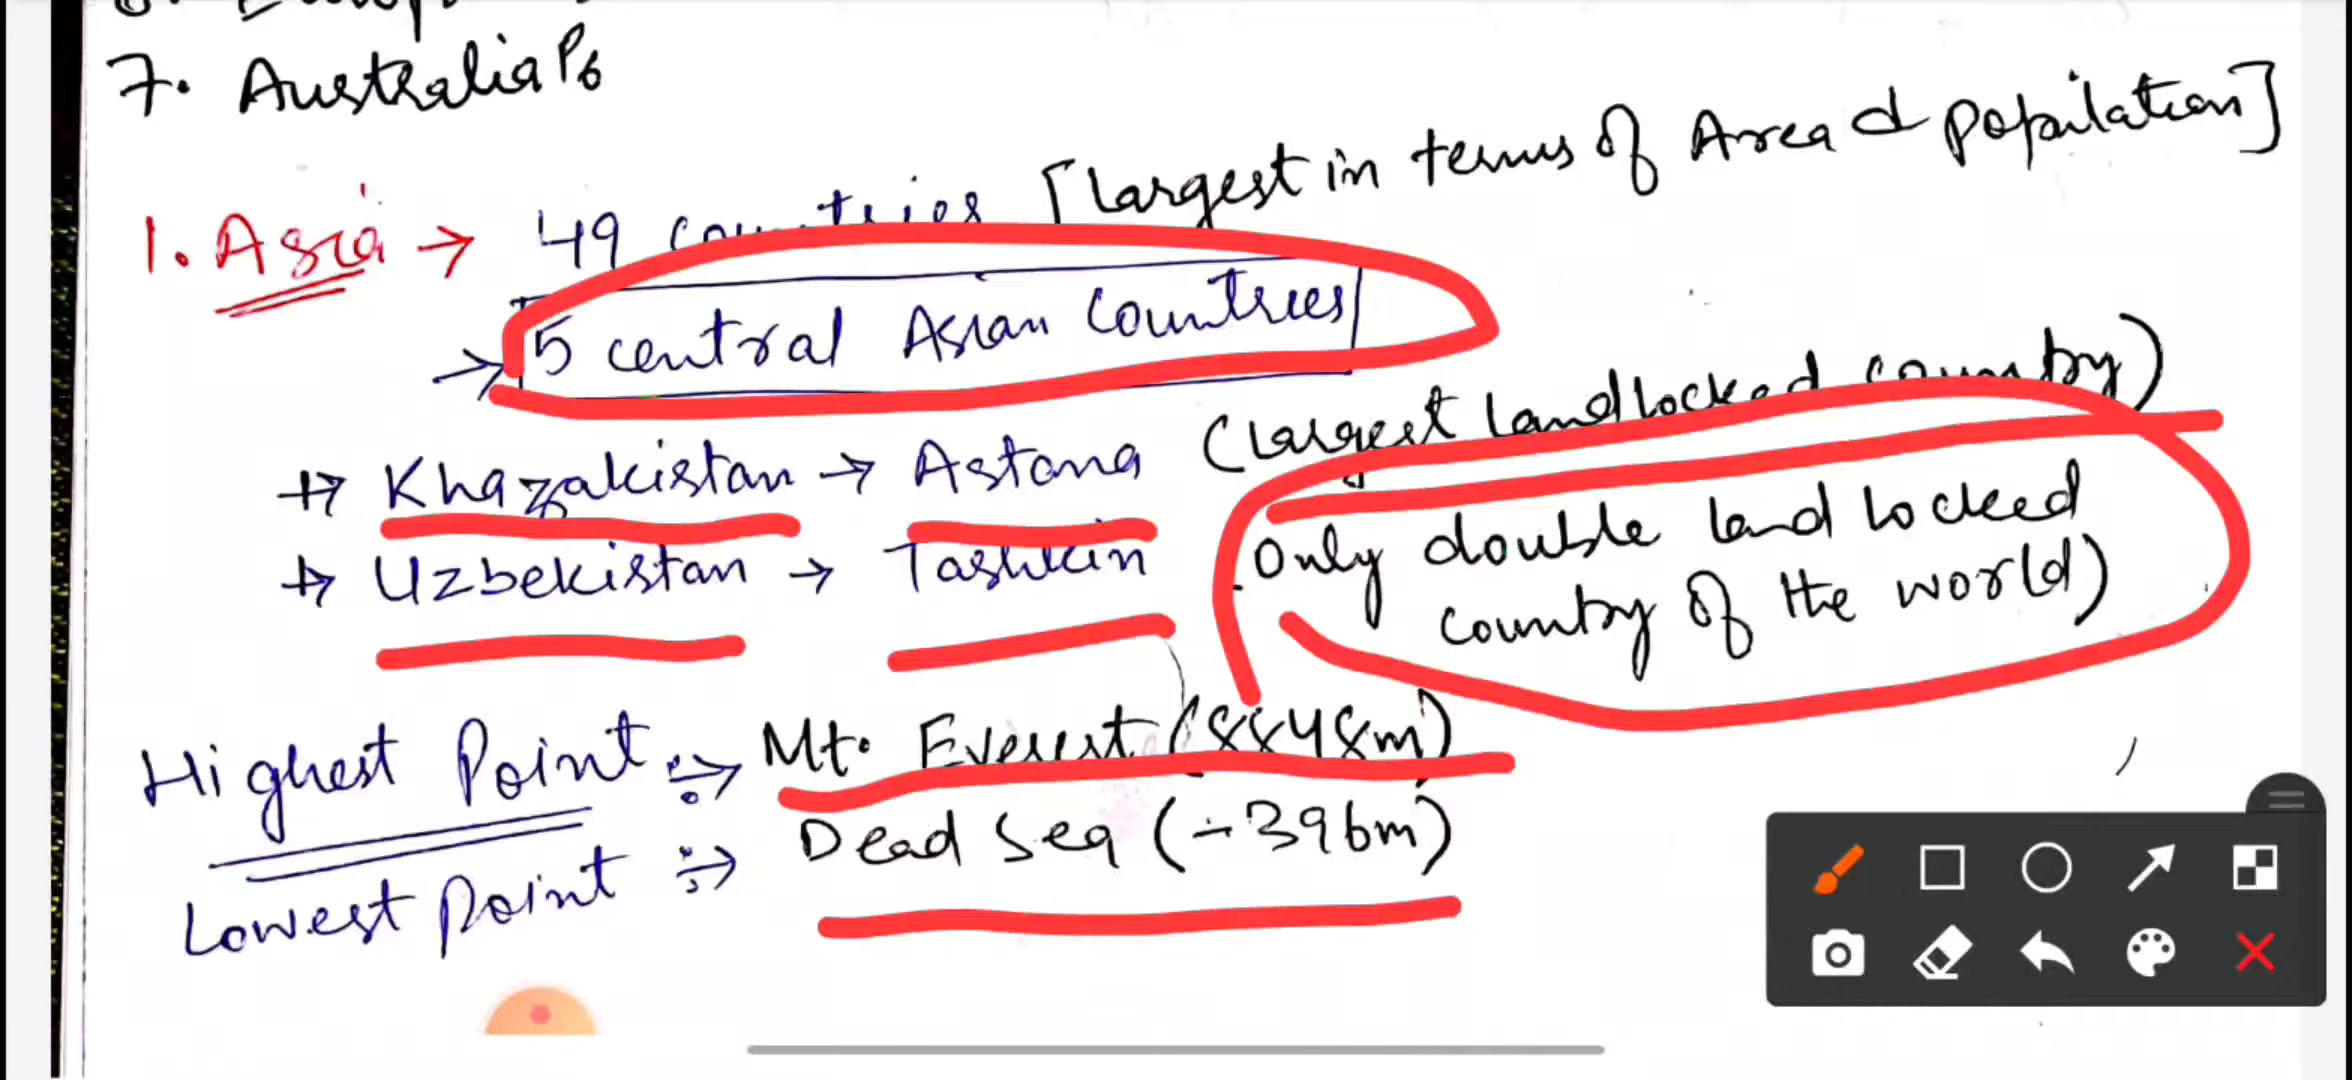 7. Australia
1. Asia → 49 countries [largest in terms of Area & Population]
→ 5 central Asian Countries
→ Khazakistan → Astana (Largest landlocked country)
→ Uzbekistan → Tashkin (Only double land locked
country of the world)
Highest Point :→ Mt. Everest (8848m)
Lowest Point :→ Dead Sea (-396m)